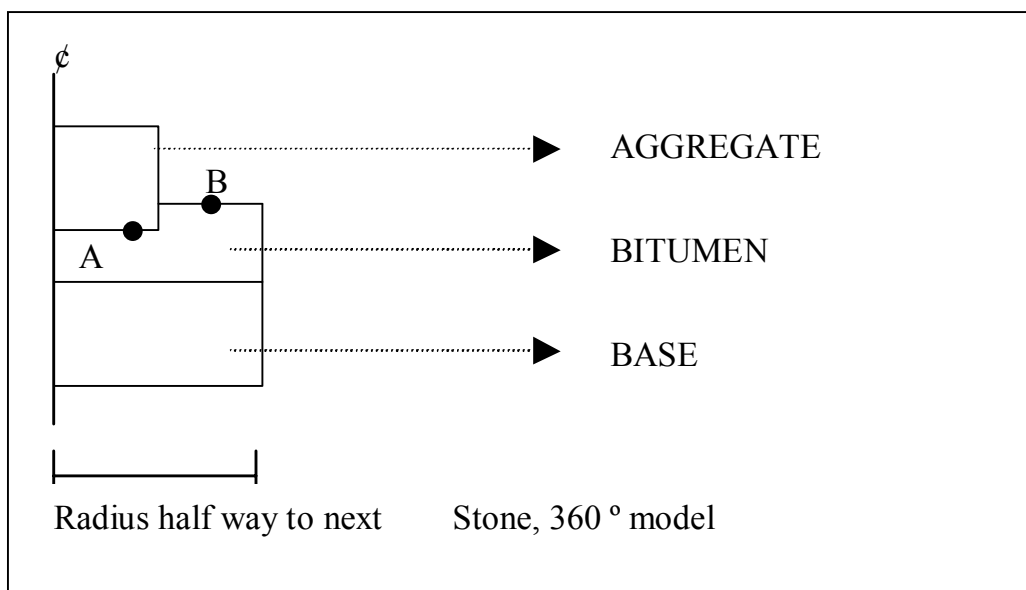 ¢
AGGREGATE
B
A
BITUMEN
BASE
Radius half way to next Stone, 360 º model